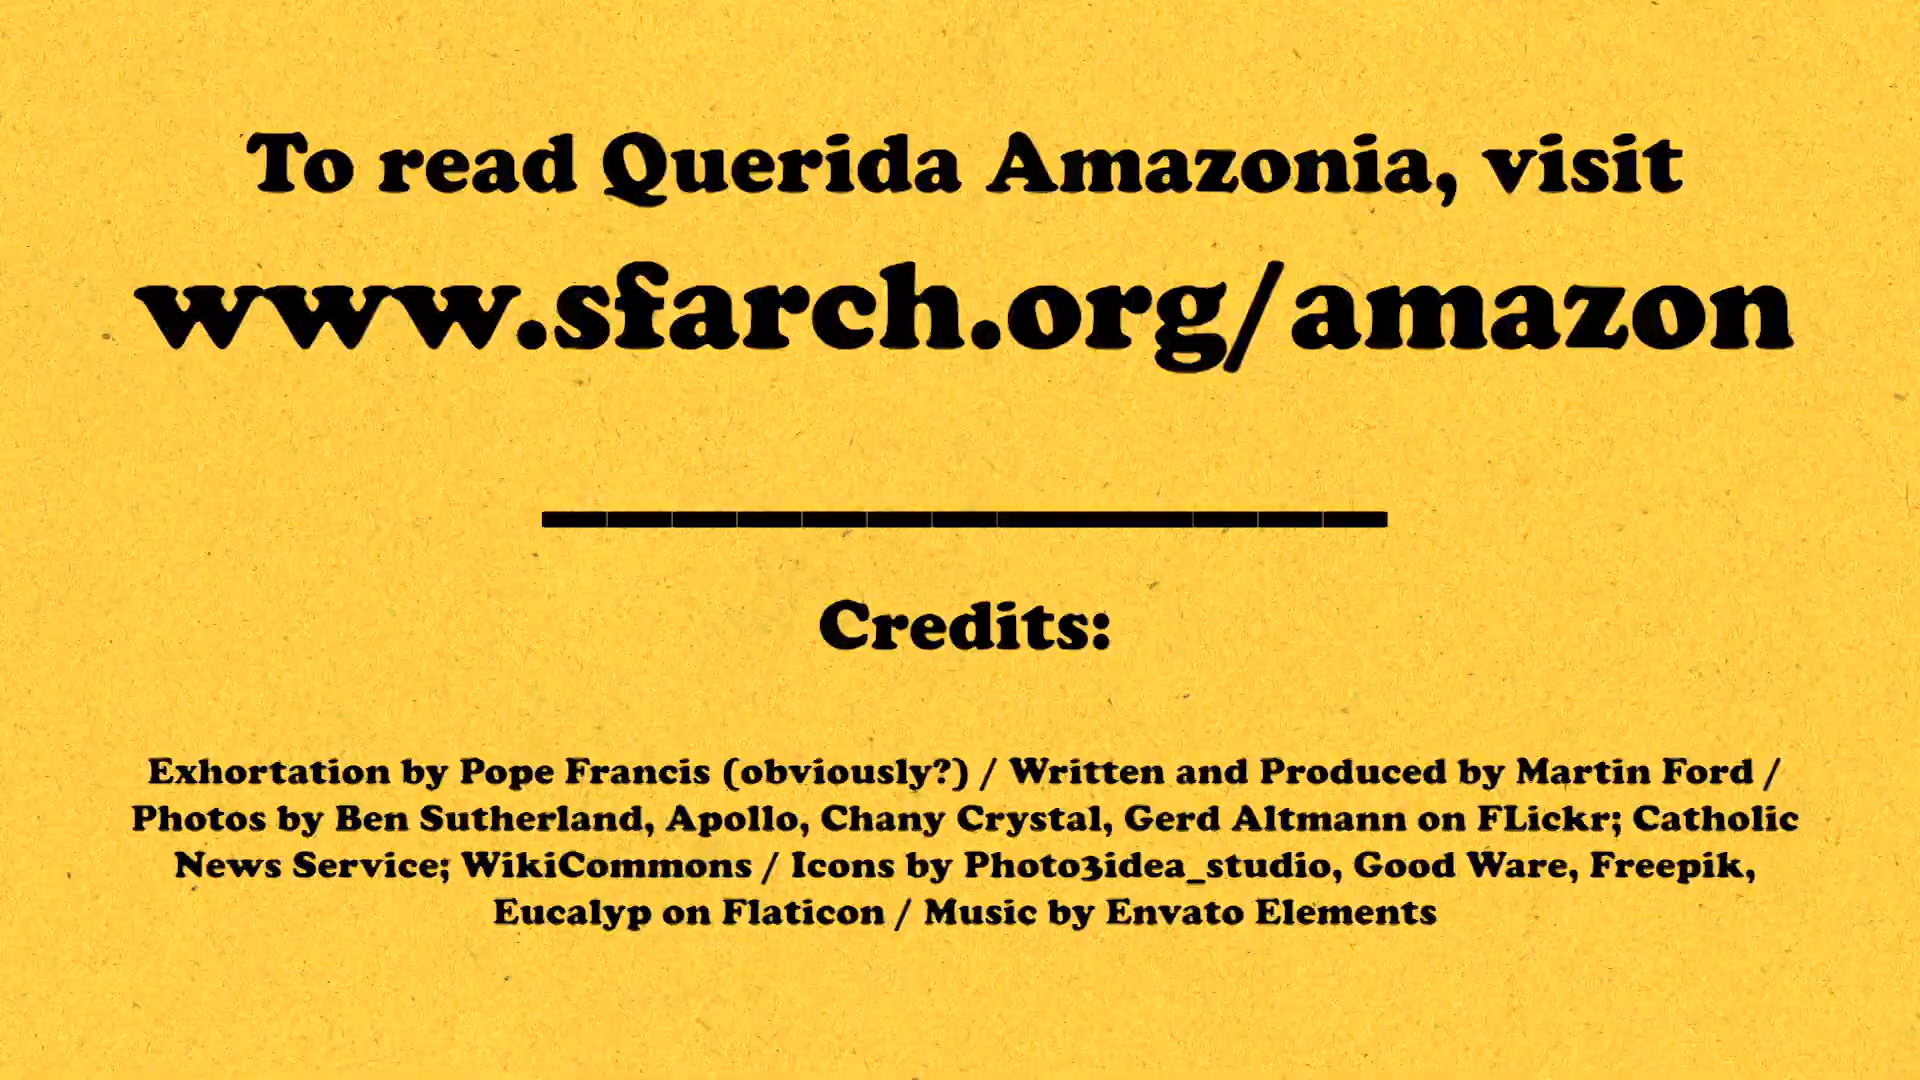 To read Querida Amazonia, visit
www.sfarch.org/amazon
Credits:
Exhortation by Pope Francis (obviously?) / Written and Produced by Martin Ford /
Photos by Ben Sutherland, Apollo, Chany Crystal, Gerd Altmann on FLickr; Catholic
News Service; WikiCommons / Icons by Photo3idea_studio, Good Ware, Freepik,
Eucalyp on Flaticon / Music by Envato Elements